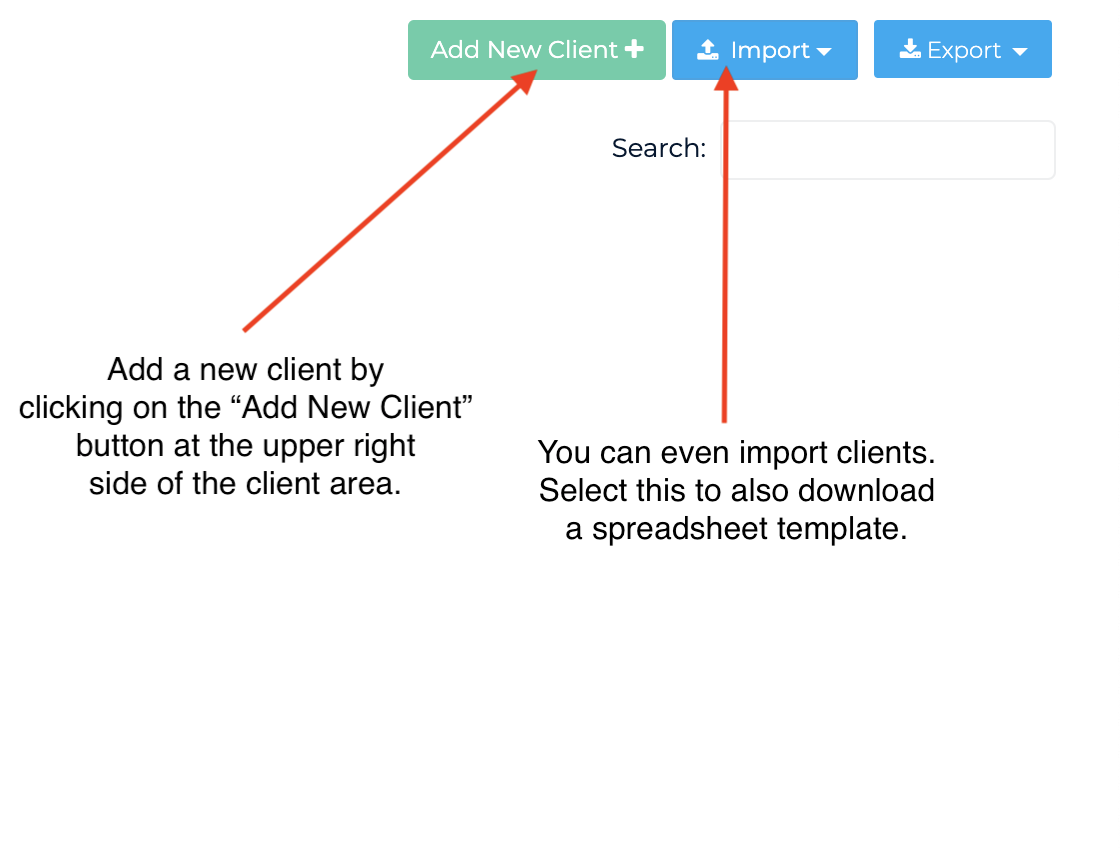 Add New Client
Import
Export
Search:
Add a new client by
clicking on the “Add New Client”
button at the upper right
side of the client area.
You can even import clients.
Select this to also download
a spreadsheet template.